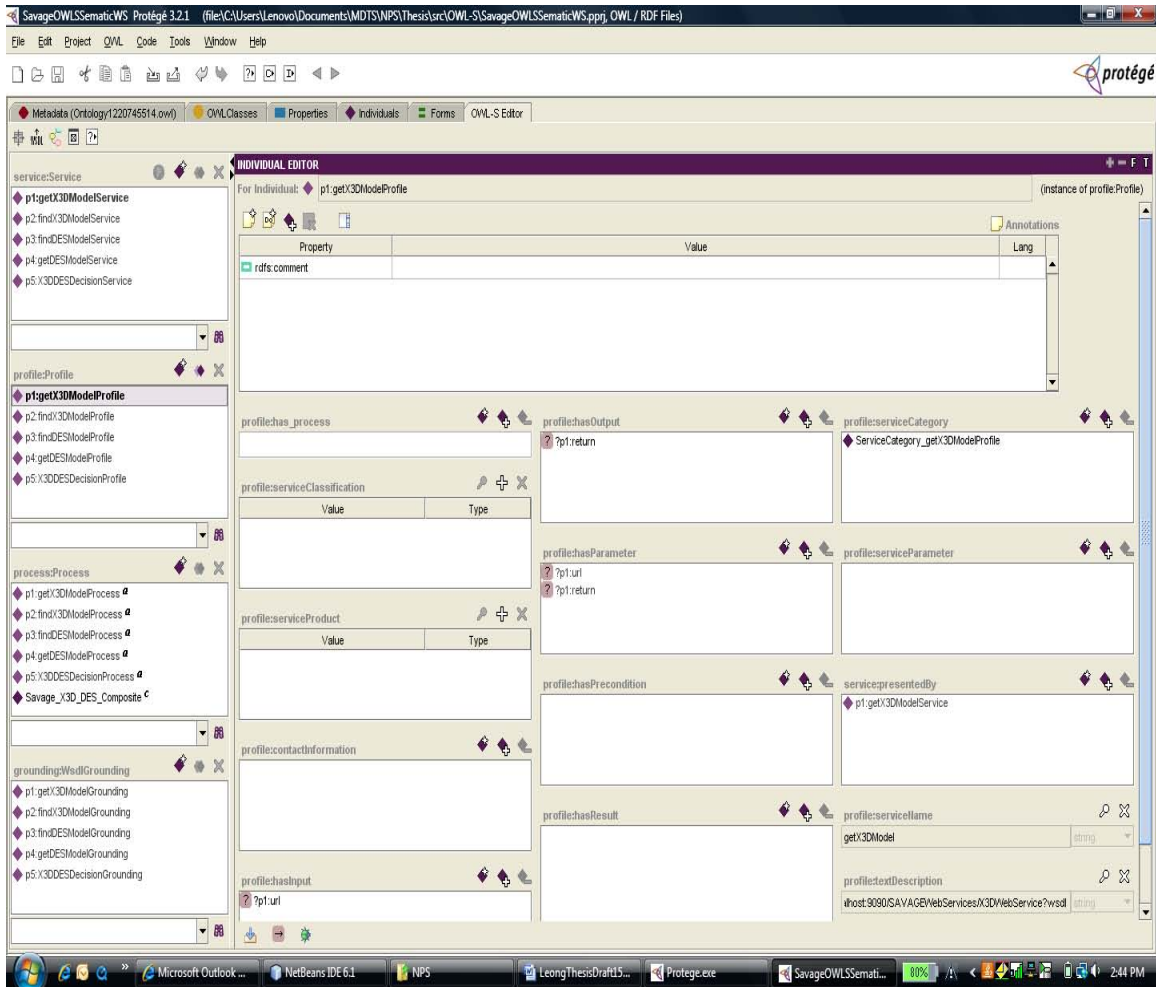 SavageOWLSSematicWS Protégé 3.2.1 (file:\C:\Users\Lenovo\Documents\MDTS\NPS\Thesis\src\OWL-S\SavageOWLSSematicWS.pprj, OWL / RDF Files)
File Edit Project OWL Code Tools Window Help
protégé
Metadata (Ontology1220745514.owl) OWLClasses Properties Individuals Forms OWL-S Editor
service:Service
p1:getX3DModelService
p2:findX3DModelService
p3:findDESModelService
p4:getDESModelService
p5:X3DDESDecisionService
profile:Profile
p1:getX3DModelProfile
p2:findX3DModelProfile
p3:findDESModelProfile
p4:getDESModelProfile
p5:X3DDESDecisionProfile
process:Process
p1:getX3DModelProcess a
p2:findX3DModelProcess a
p3:findDESModelProcess a
p4:getDESModelProcess a
p5:X3DDESDecisionProcess a
Savage_X3D_DES_Composite C
grounding:WsdlGrounding
p1:getX3DModelGrounding
p2:findX3DModelGrounding
p3:findDESModelGrounding
p4:getDESModelGrounding
p5:X3DDESDecisionGrounding
INDIVIDUAL EDITOR
F T
For Individual: p1:getX3DModelProfile (instance of profile:Profile)
Annotations
Property Value Lang
rdfs:comment
profile:has_process
profile:serviceClassification
Value Type
profile:serviceProduct
Value Type
profile:contactInformation
profile:hasInput
?p1:url
profile:hasOutput
?p1:return
profile:hasParameter
?p1:url
?p1:return
profile:hasPrecondition
profile:hasResult
profile:serviceCategory
ServiceCategory_getX3DModelProfile
profile:serviceParameter
service:presentedBy
p1:getX3DModelService
profile:serviceName
getX3DModel string
profile:textDescription
alhost:9090/SAVAGEWebServices/X3DWebService?wsdl string
Microsoft Outlook ... NetBeans IDE 6.1 NPS LeongThesisDraft15... Protege.exe SavageOWLSSemati... 80% 2:44 PM